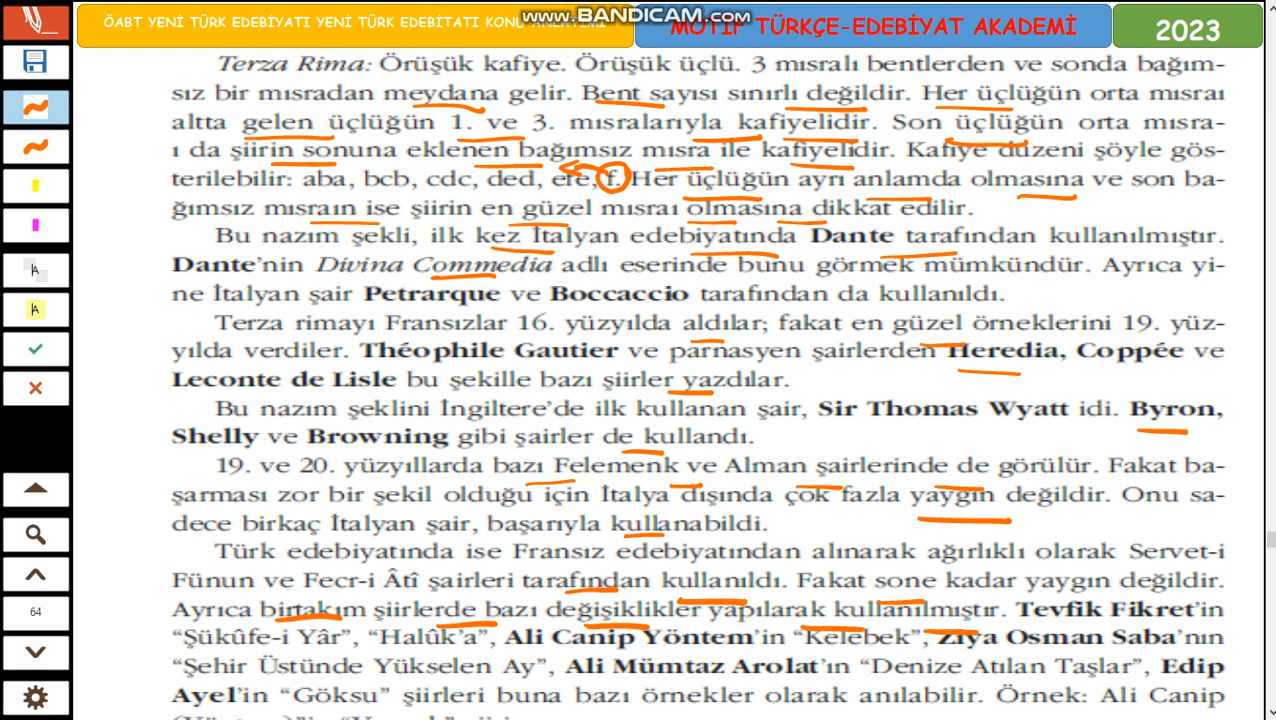 ÖABT YENİ TÜRK EDEBİYATI YENİ TÜRK EDEBİTATI KONU ANLATIMI
www.BANDICAM.com
MOTİF TÜRKÇE-EDEBİYAT AKADEMİ
2023
Terza Rima: Örüşük kafiye. Örüşük üçlü. 3 mısralı bentlerden ve sonda bağım-
sız bir mısradan meydana gelir. Bent sayısı sınırlı değildir. Her üçlüğün orta mısraı
altta gelen üçlüğün 1. ve 3. mısralarıyla kafiyelidir. Son üçlüğün orta mısra-
ı da şiirin sonuna eklenen bağımsız mısra ile kafiyelidir. Kafiye düzeni şöyle gös-
terilebilir: aba, bcb, cdc, ded, efe, f. Her üçlüğün ayrı anlamda olmasına ve son ba-
ğımsız mısraın ise şiirin en güzel mısraı olmasına dikkat edilir.
Bu nazım şekli, ilk kez İtalyan edebiyatında Dante tarafından kullanılmıştır.
Dante'nin Divina Commedia adlı eserinde bunu görmek mümkündür. Ayrıca yi-
ne İtalyan şair Petrarque ve Boccaccio tarafından da kullanıldı.
Terza rimayı Fransızlar 16. yüzyılda aldılar; fakat en güzel örneklerini 19. yüz-
yılda verdiler. Théophile Gautier ve parnasyen şairlerden Heredia, Coppée ve
Leconte de Lisle bu şekille bazı şiirler yazdılar.
Bu nazım şeklini İngiltere'de ilk kullanan şair, Sir Thomas Wyatt idi. Byron,
Shelly ve Browning gibi şairler de kullandı.
19. ve 20. yüzyıllarda bazı Felemenk ve Alman şairlerinde de görülür. Fakat ba-
şarması zor bir şekil olduğu için İtalya dışında çok fazla yaygın değildir. Onu sa-
dece birkaç İtalyan şair, başarıyla kullanabildi.
Türk edebiyatında ise Fransız edebiyatından alınarak ağırlıklı olarak Servet-i
Fünun ve Fecr-i Âtî şairleri tarafından kullanıldı. Fakat sone kadar yaygın değildir.
Ayrıca birtakım şiirlerde bazı değişiklikler yapılarak kullanılmıştır. Tevfik Fikret'in
"Şükûfe-i Yâr", "Halûk'a", Ali Canip Yöntem'in "Kelebek", Ziya Osman Saba'nın
"Şehir Üstünde Yükselen Ay", Ali Mümtaz Arolat'ın "Denize Atılan Taşlar", Edip
Ayel'in "Göksu" şiirleri buna bazı örnekler olarak anılabilir. Örnek: Ali Canip
A
A
64